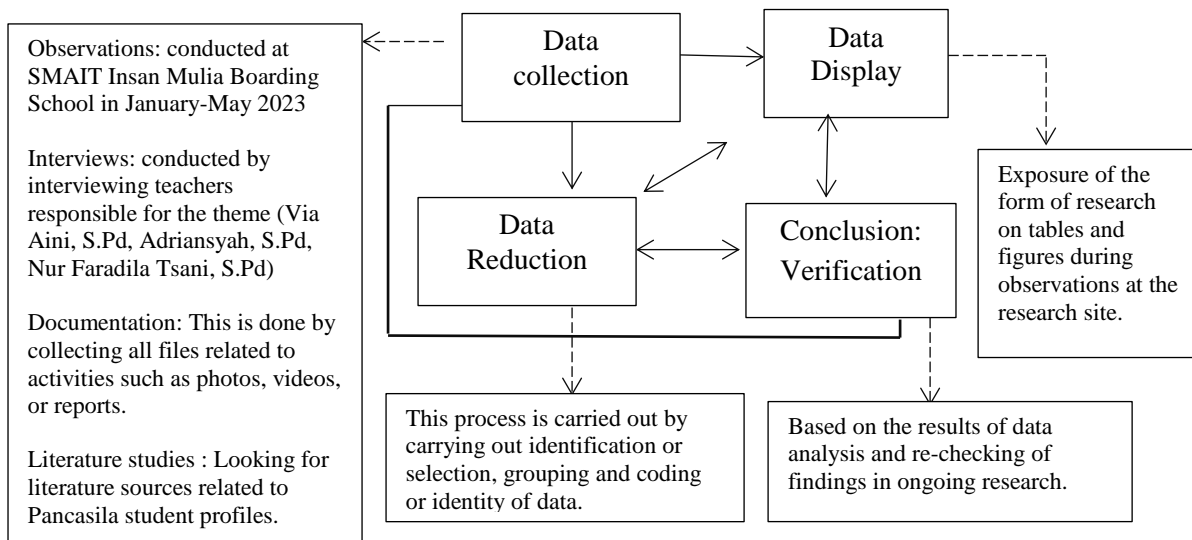 Observations: conducted at
SMAIT Insan Mulia Boarding
School in January-May 2023
Interviews: conducted by
interviewing teachers
responsible for the theme (Via
Aini, S.Pd, Adriansyah, S.Pd,
Nur Faradila Tsani, S.Pd)
Documentation: This is done by
collecting all files related to
activities such as photos, videos,
or reports.
Literature studies : Looking for
literature sources related to
Pancasila student profiles.
Data
collection
Data
Display
Data
Reduction
Conclusion:
Verification
Exposure of the
form of research
on tables and
figures during
observations at the
research site.
This process is carried out by
carrying out identification or
selection, grouping and coding
or identity of data.
Based on the results of data
analysis and re-checking of
findings in ongoing research.